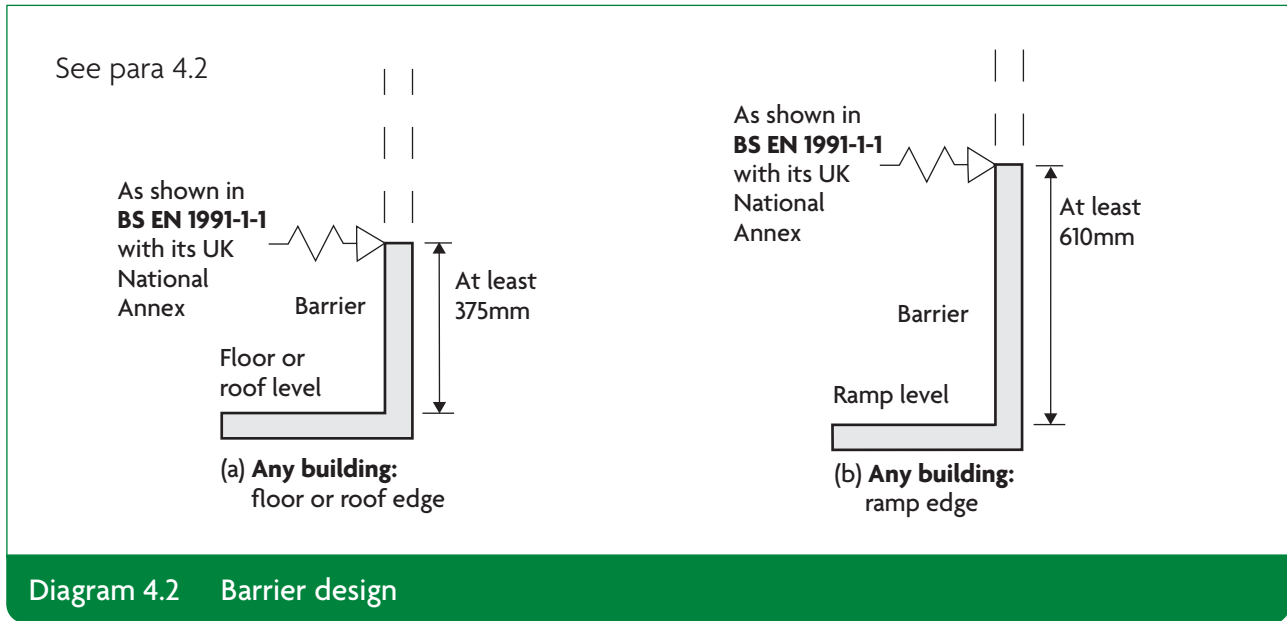 See para 4.2
As shown in
BS EN 1991-1-1
with its UK
National
Annex
Barrier
At least
375mm
Floor or
roof level
(a) Any building:
floor or roof edge
As shown in
BS EN 1991-1-1
with its UK
National
Annex
At least
610mm
Barrier
Ramp level
(b) Any building:
ramp edge
Diagram 4.2 Barrier design